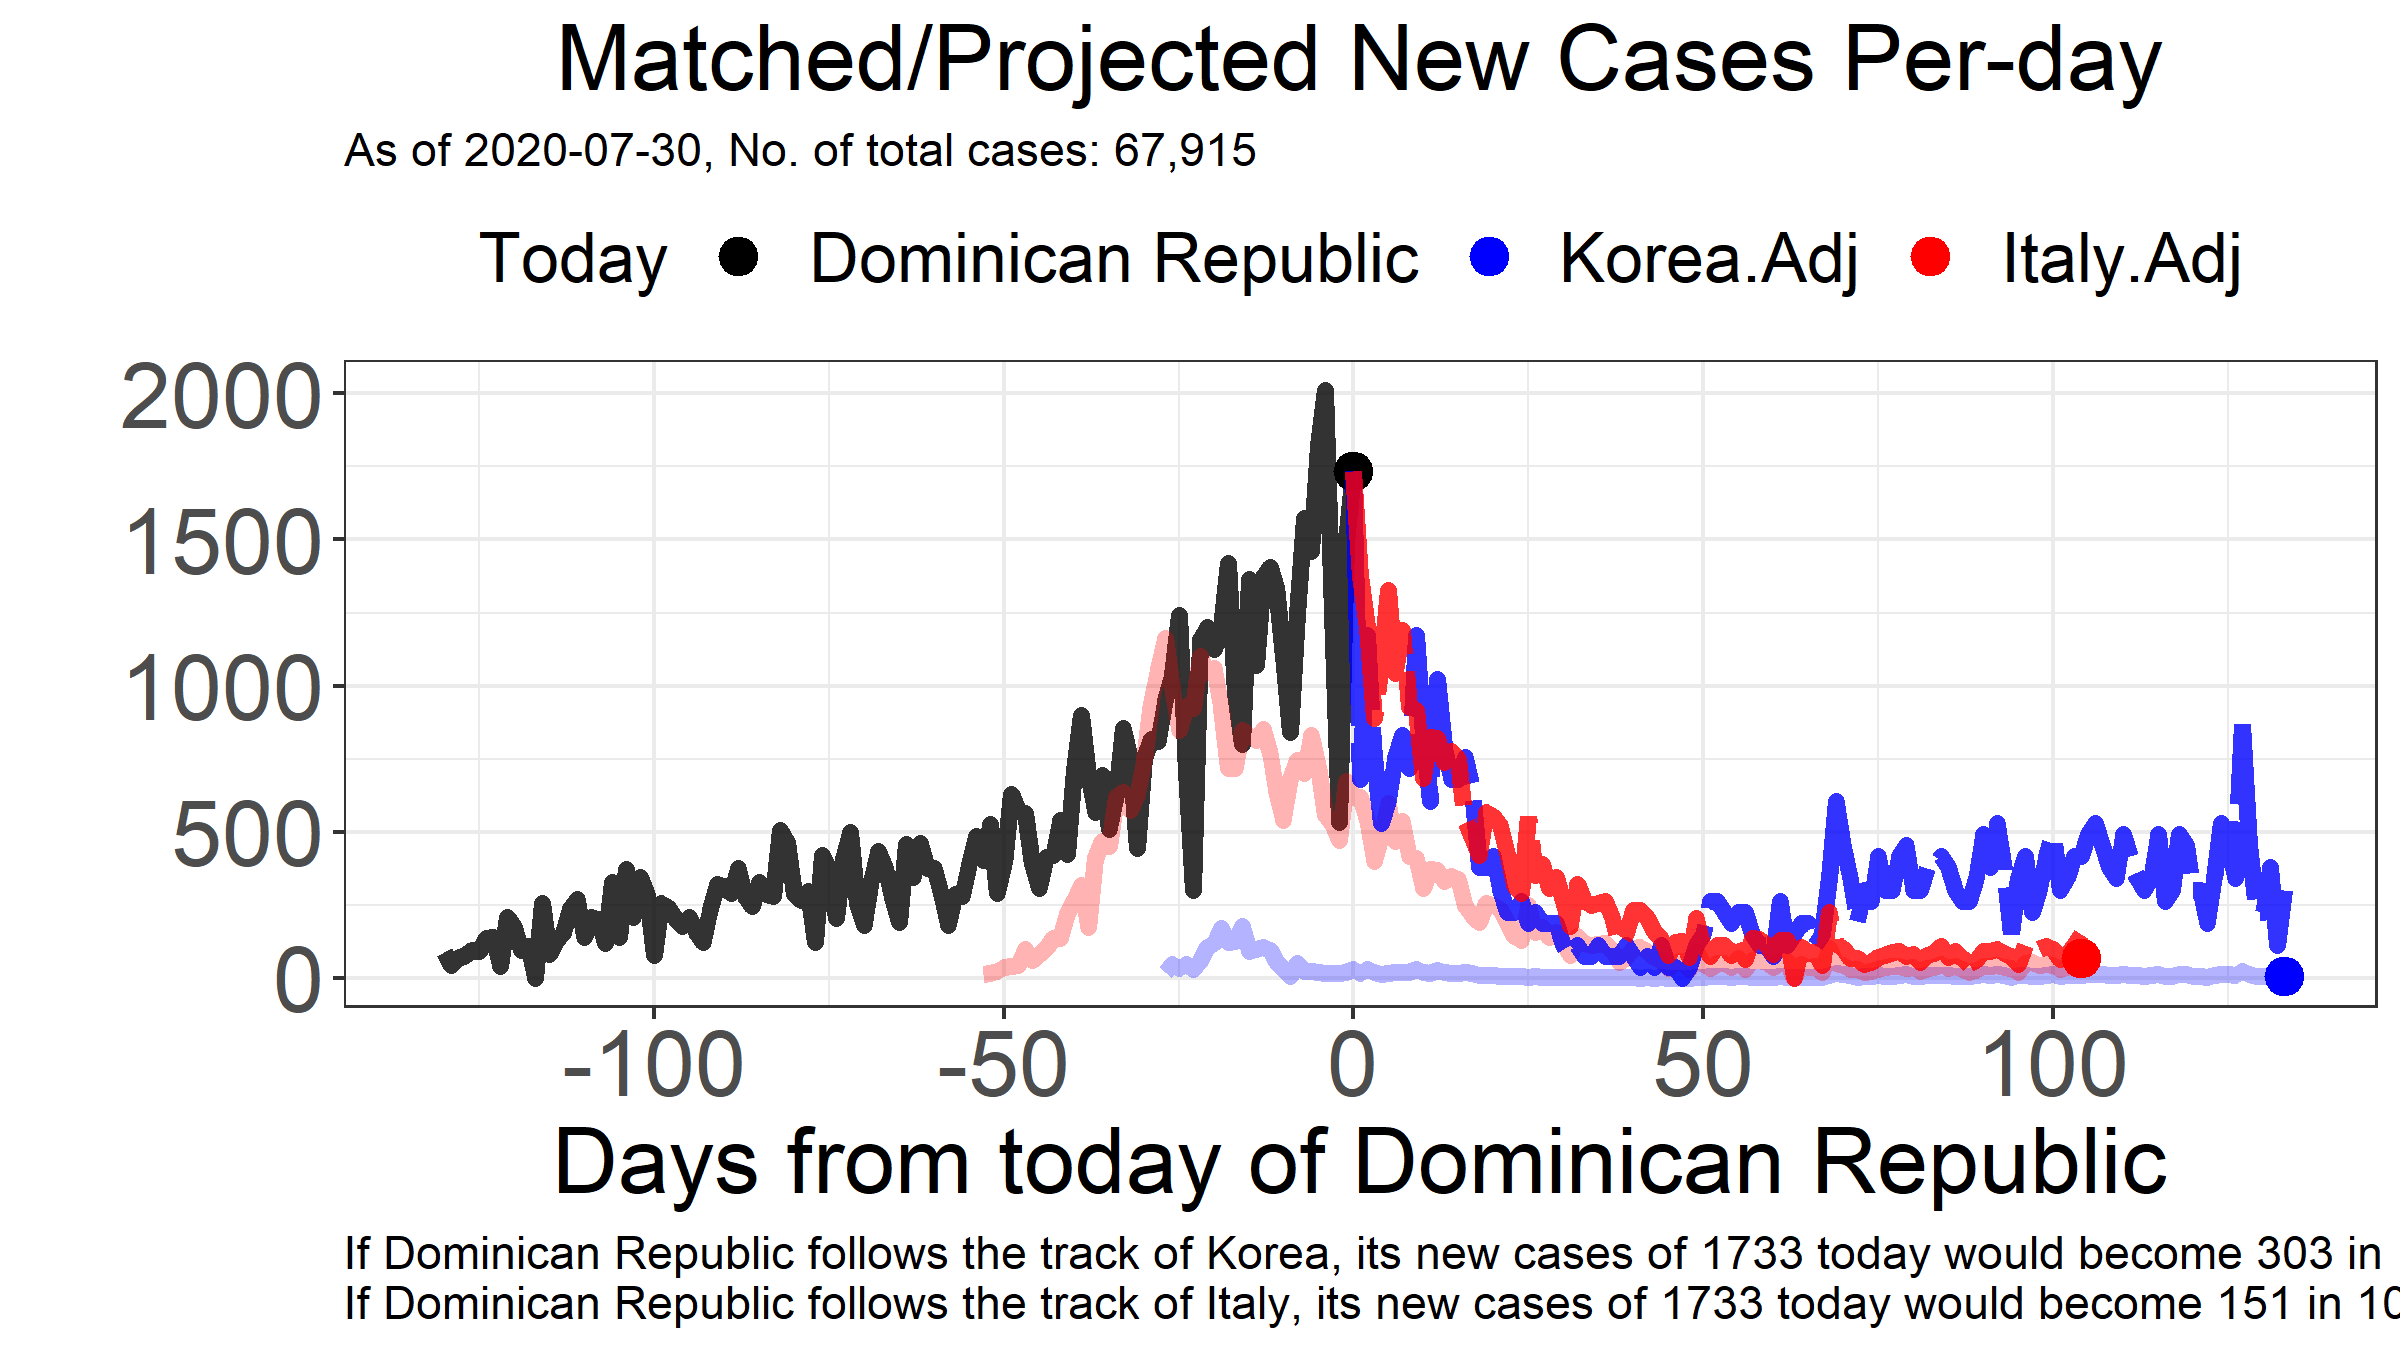 Matched/Projected New Cases Per-day
As of 2020-07-30, No. of total cases: 67,915
Today Dominican Republic Korea.Adj Italy.Adj
2000
1500
1000
500
0
-100 -50 0 50 100
Days from today of Dominican Republic
If Dominican Republic follows the track of Korea, its new cases of 1733 today would become 303 in
If Dominican Republic follows the track of Italy, its new cases of 1733 today would become 151 in